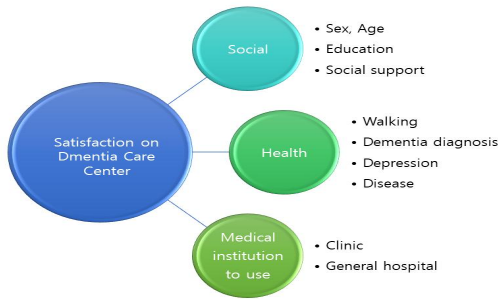 Satisfaction on
Dmentia Care
Center
Social
• Sex, Age
• Education
• Social support
Health
• Walking
• Dementia diagnosis
• Depression
• Disease
Medical
institution
to use
• Clinic
• General hospital